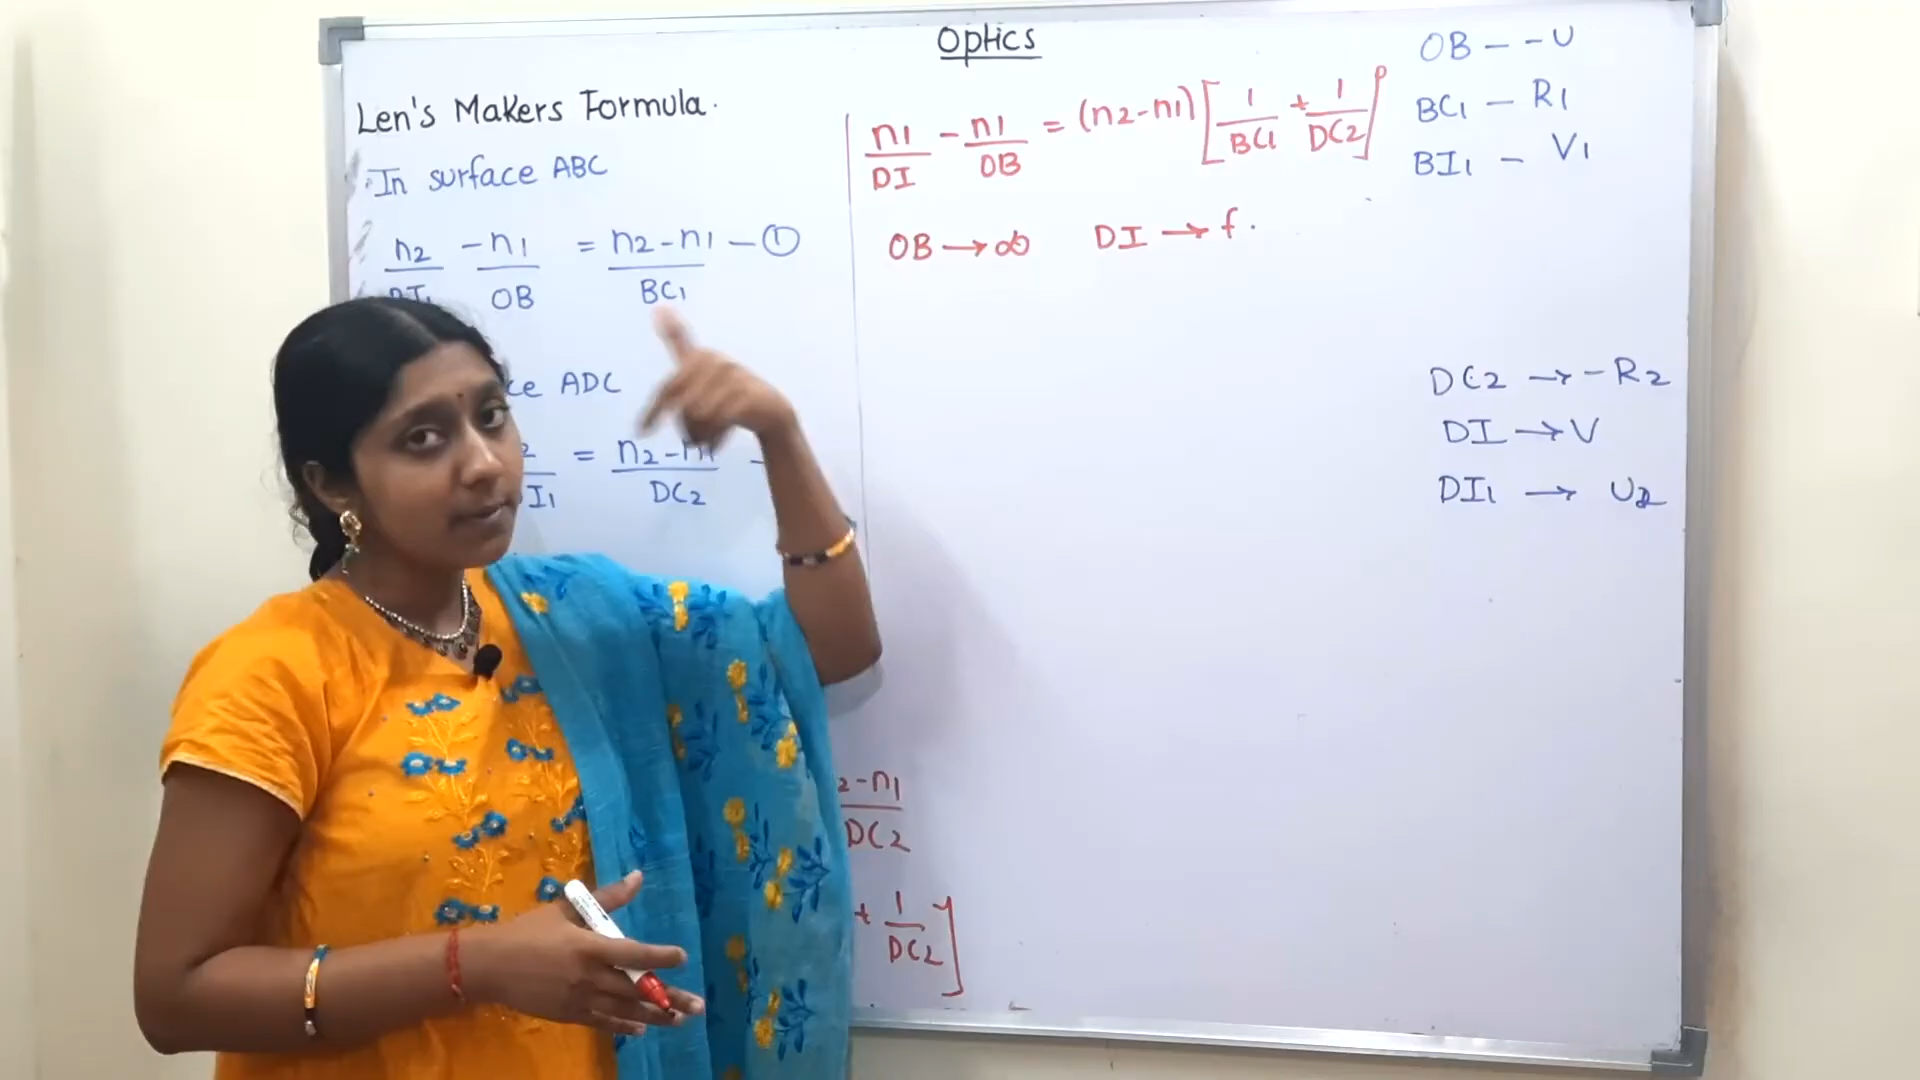 Optics
Len's Makers Formula.
In surface ABC
n2/BI1 - n1/OB = n2-n1/BC1 - ①
ADC
I1 = n2-n1/DC2 -
2-n1/DC2
+ 1/DC2]
n1/DI - n1/OB = (n2-n1)[1/BC1 + 1/DC2]
OB → ∞ DI → f.
OB - -U
BC1 - R1
BI1 - V1
DC2 → -R2
DI → V
DI1 → U2